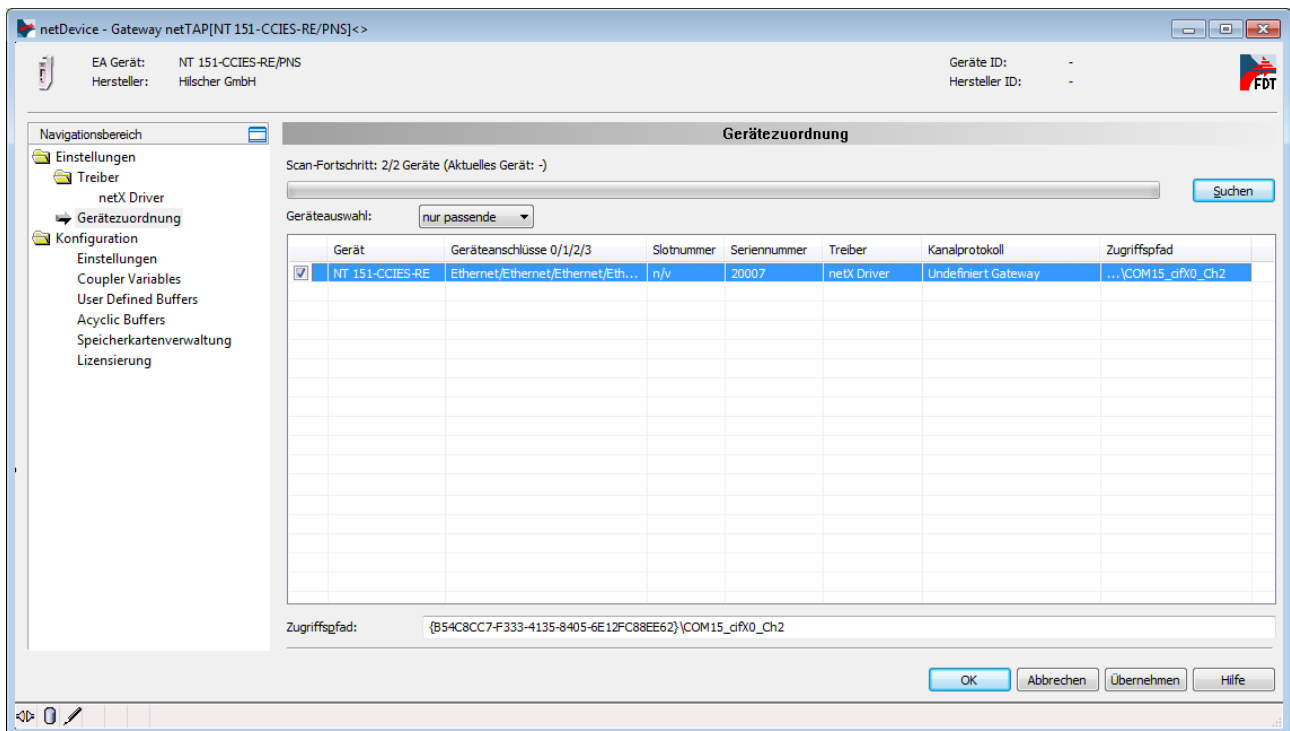 netDevice - Gateway netTAP[NT 151-CCIES-RE/PNS]<>
EA Gerät: NT 151-CCIES-RE/PNS Geräte ID: -
Hersteller: Hilscher GmbH Hersteller ID: -
FDT
Navigationsbereich
Einstellungen
Treiber
netX Driver
Gerätezuordnung
Konfiguration
Einstellungen
Coupler Variables
User Defined Buffers
Acyclic Buffers
Speicherkartenverwaltung
Lizensierung
Gerätezuordnung
Scan-Fortschritt: 2/2 Geräte (Aktuelles Gerät: -)
Suchen
Geräteauswahl: nur passende
Gerät Geräteanschlüsse 0/1/2/3 Slotnummer Seriennummer Treiber Kanalprotokoll Zugriffspfad
NT 151-CCIES-RE Ethernet/Ethernet/Ethernet/Eth... n/v 20007 netX Driver Undefiniert Gateway ...\COM15_cifX0_Ch2
Zugriffspfad: {B54C8CC7-F333-4135-8405-6E12FC88EE62}\COM15_cifX0_Ch2
OK Abbrechen Übernehmen Hilfe